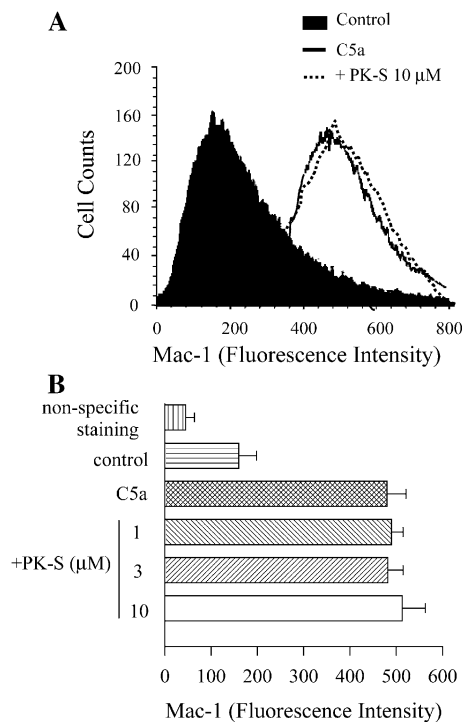 A
Control
C5a
+ PK-S 10 µM
200
160
120
80
40
0
Cell Counts
0 200 400 600 800
Mac-1 (Fluorescence Intensity)
B
non-specific
staining
control
C5a
1
+PK-S (µM)
3
10
0 100 200 300 400 500 600
Mac-1 (Fluorescence Intensity)